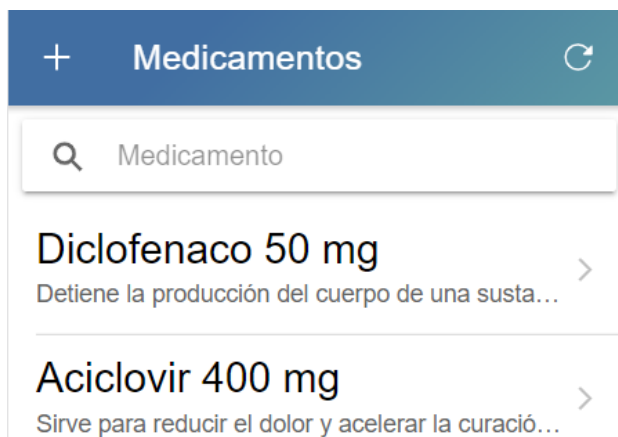 Medicamentos
Medicamento
Diclofenaco 50 mg
Detiene la producción del cuerpo de una susta...
Aciclovir 400 mg
Sirve para reducir el dolor y acelerar la curació...